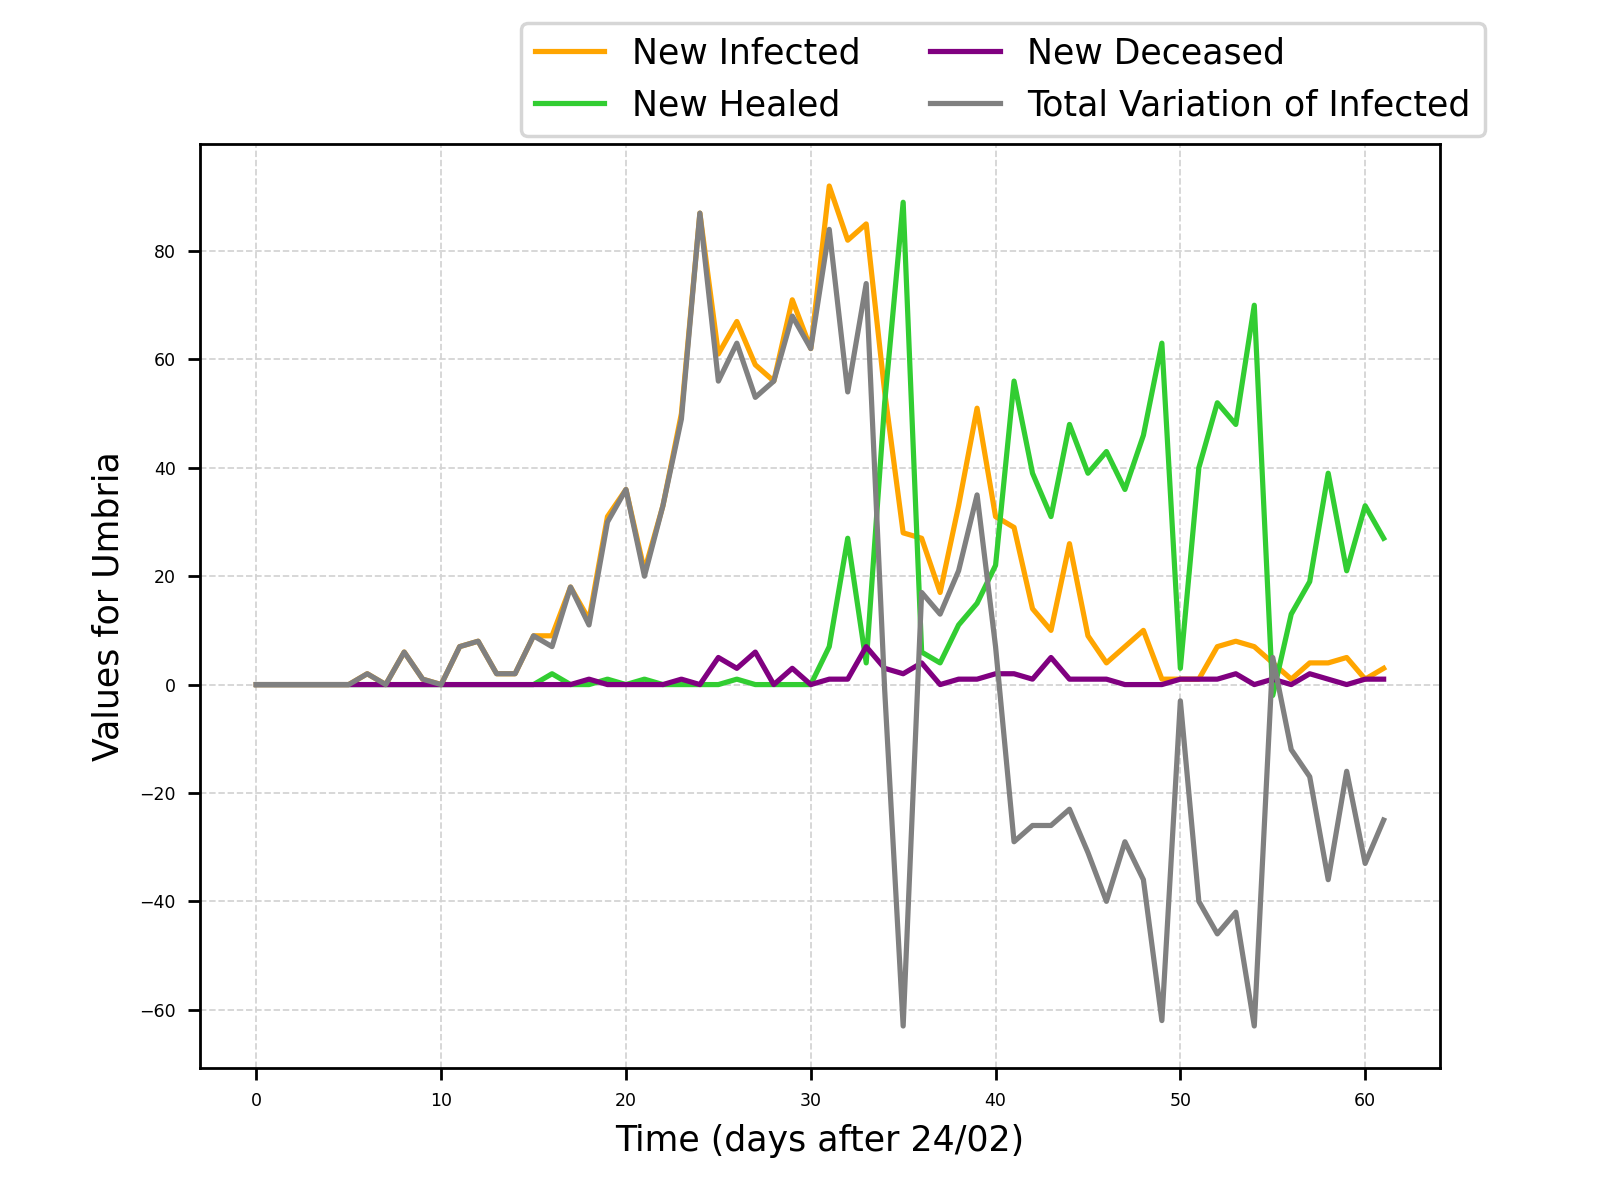 New Infected
New Healed
New Deceased
Total Variation of Infected
80
60
40
20
0
−20
−40
−60
Values for Umbria
0 10 20 30 40 50 60
Time (days after 24/02)